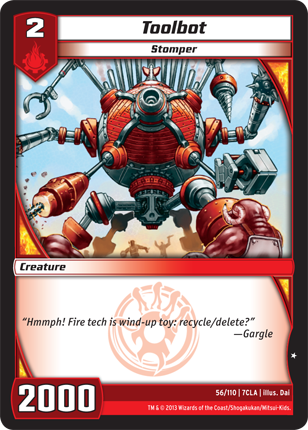 2
Toolbot
Stomper
Creature
“Hmmph! Fire tech is wind-up toy: recycle/delete?”
—Gargle
2000
56/110 | 7CLA | illus. Dai
TM & © 2013 Wizards of the Coast/Shogakukan/Mitsui-Kids.